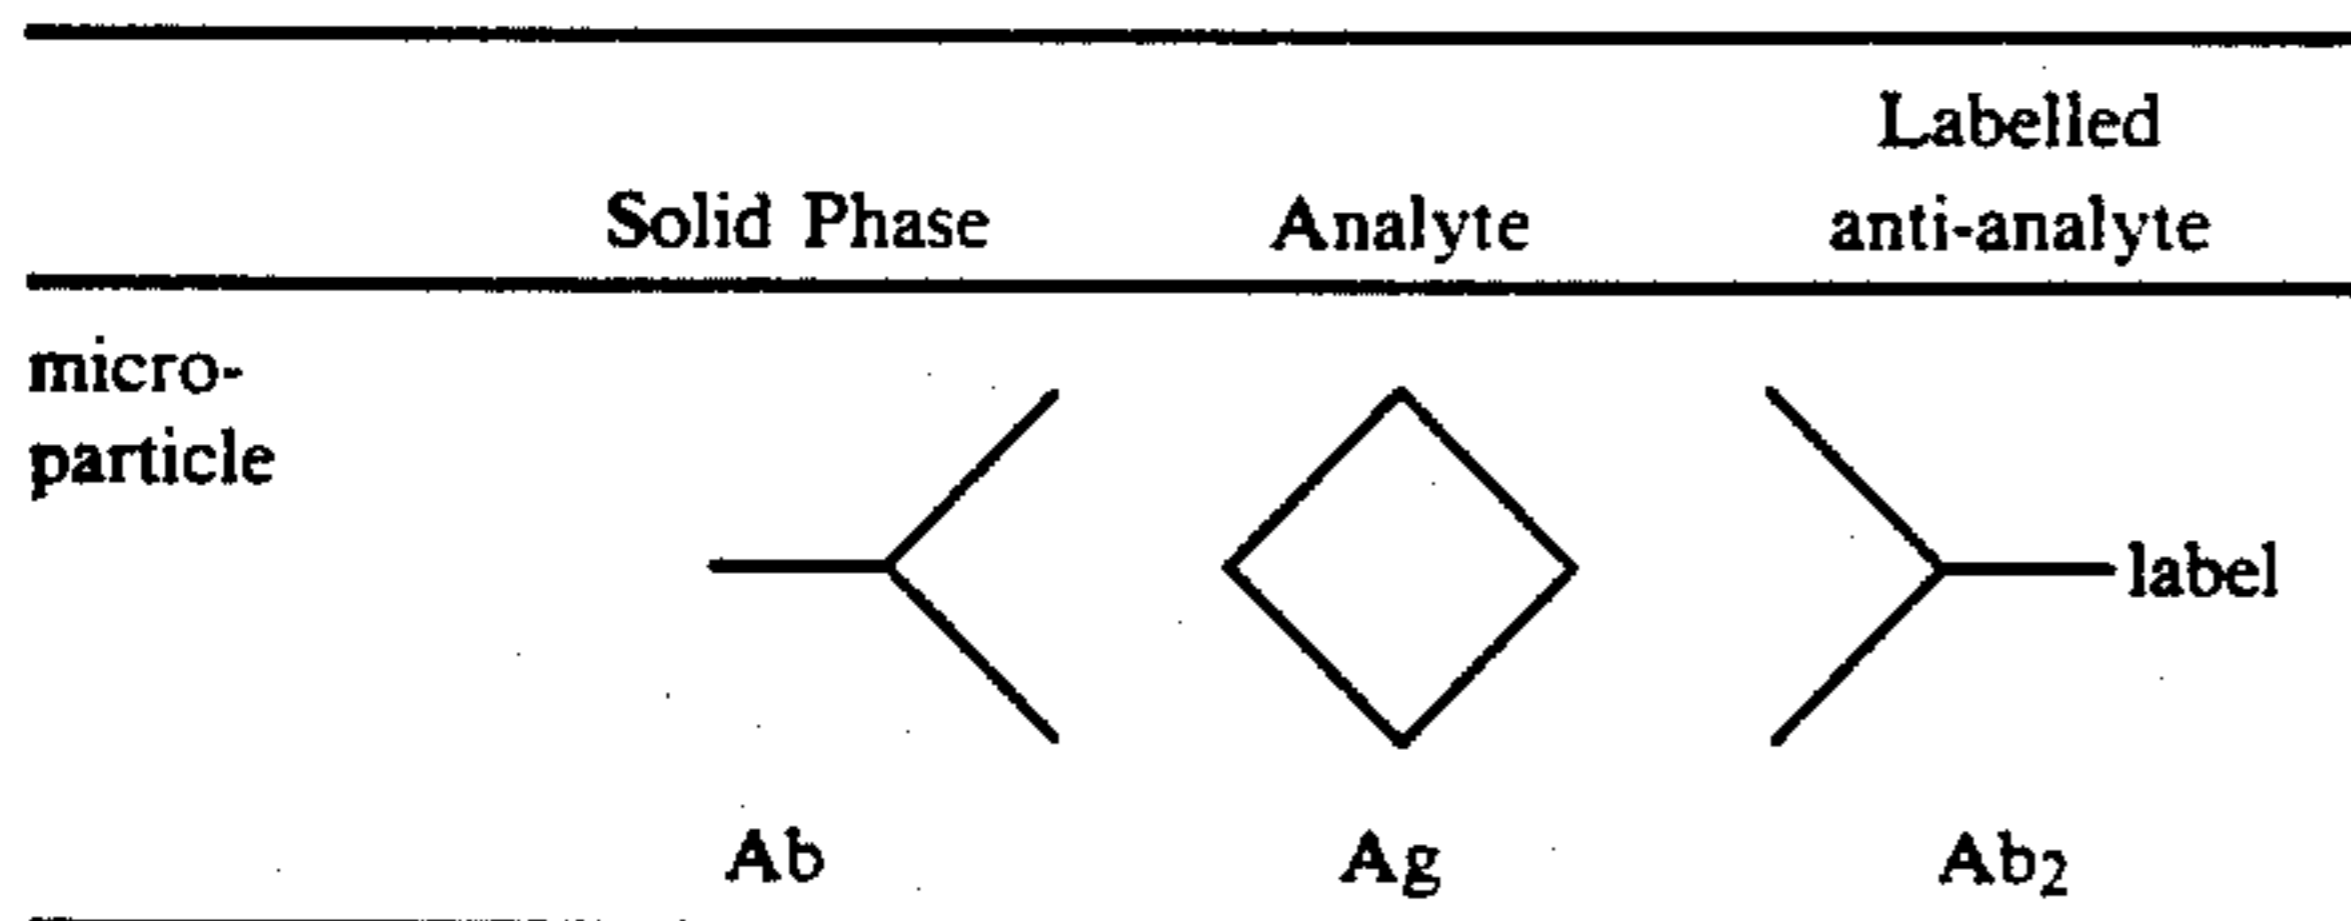 Labelled
Solid Phase Analyte anti-analyte
micro-
particle
label
Ab Ag Ab2